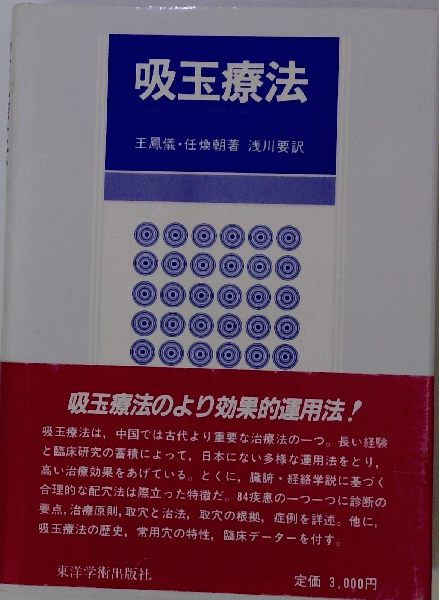 吸玉療法
王鳳儀・任煥朝著 浅川要訳
吸玉療法のより効果的運用法!
吸玉療法は，中国では古代より重要な治療法の一つ。長い経験
と臨床研究の蓄積によって，日本にない多様な運用法をとり，
高い治療効果をあげている。とくに，臓腑・経絡学説に基づく
合理的な配穴法は際立った特徴だ。84疾患の一つ一つに診断の
要点，治療原則，取穴と治法，取穴の根拠，症例を詳述。他に，
吸玉療法の歴史，常用穴の特性，臨床データーを付す。
東洋学術出版社
定価 3,000円